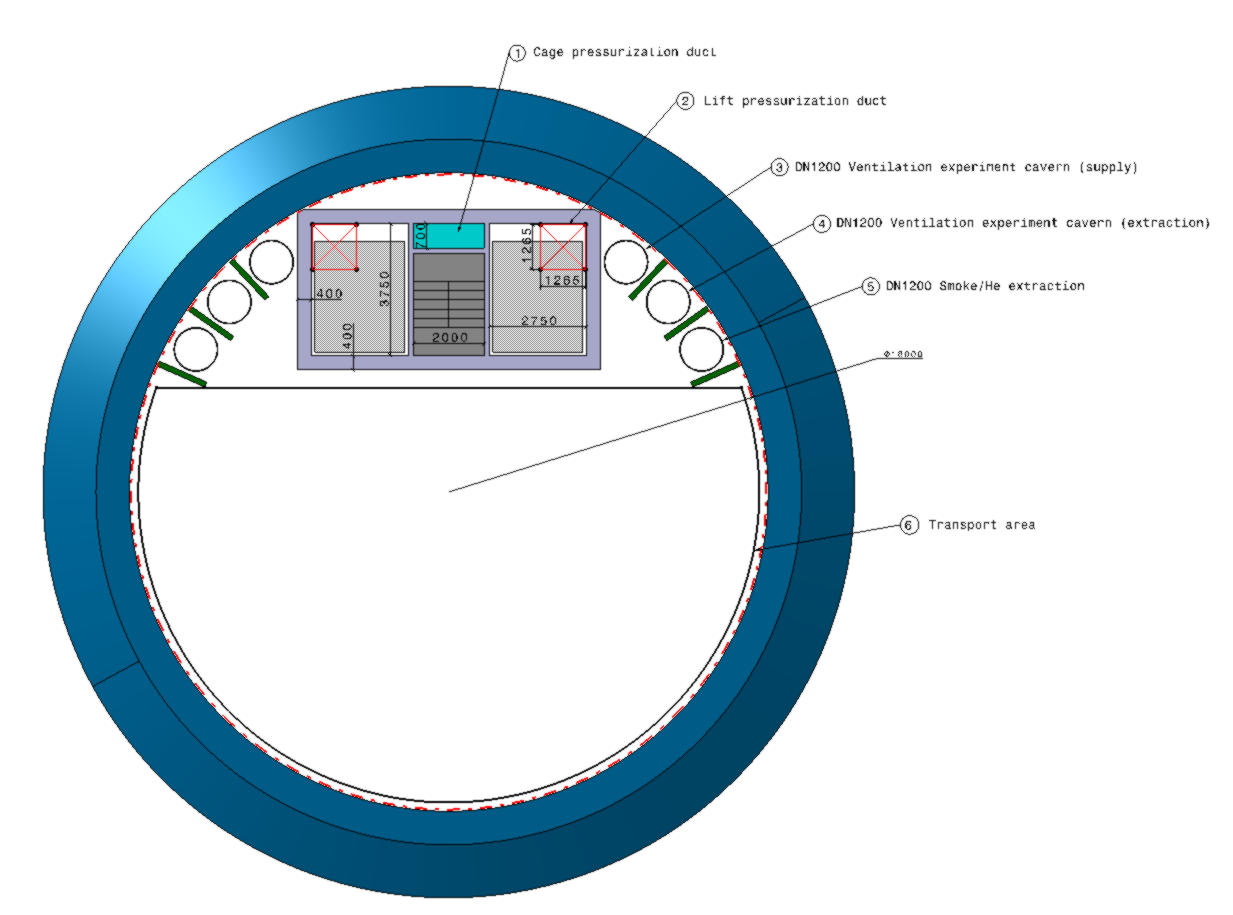 1 Cage pressurization duct
2 Lift pressurization duct
3 DN1200 Ventilation experiment cavern (supply)
4 DN1200 Ventilation experiment cavern (extraction)
700
1265
1265
400
3750
5 DN1200 Smoke/He extraction
2750
400
2000
6 Transport area